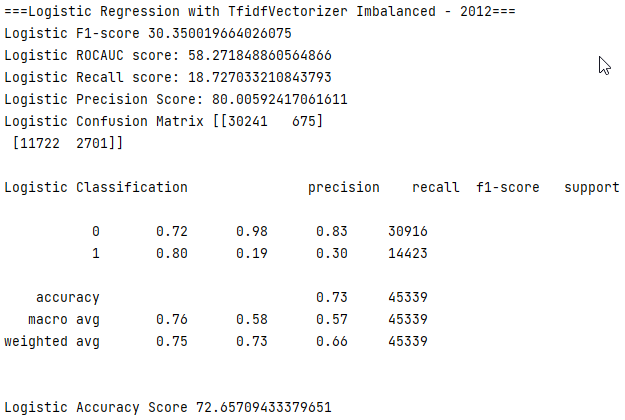 ===Logistic Regression with TfidfVectorizer Imbalanced - 2012===
Logistic F1-score 30.350019664026075
Logistic ROCAUC score: 58.271848860564866
Logistic Recall score: 18.727033210843793
Logistic Precision Score: 80.00592417061611
Logistic Confusion Matrix [[30241   675]
 [11722  2701]]
Logistic Classification               precision    recall  f1-score   support
           0       0.72      0.98      0.83     30916
           1       0.80      0.19      0.30     14423
    accuracy                           0.73     45339
   macro avg       0.76      0.58      0.57     45339
weighted avg       0.75      0.73      0.66     45339
Logistic Accuracy Score 72.65709433379651